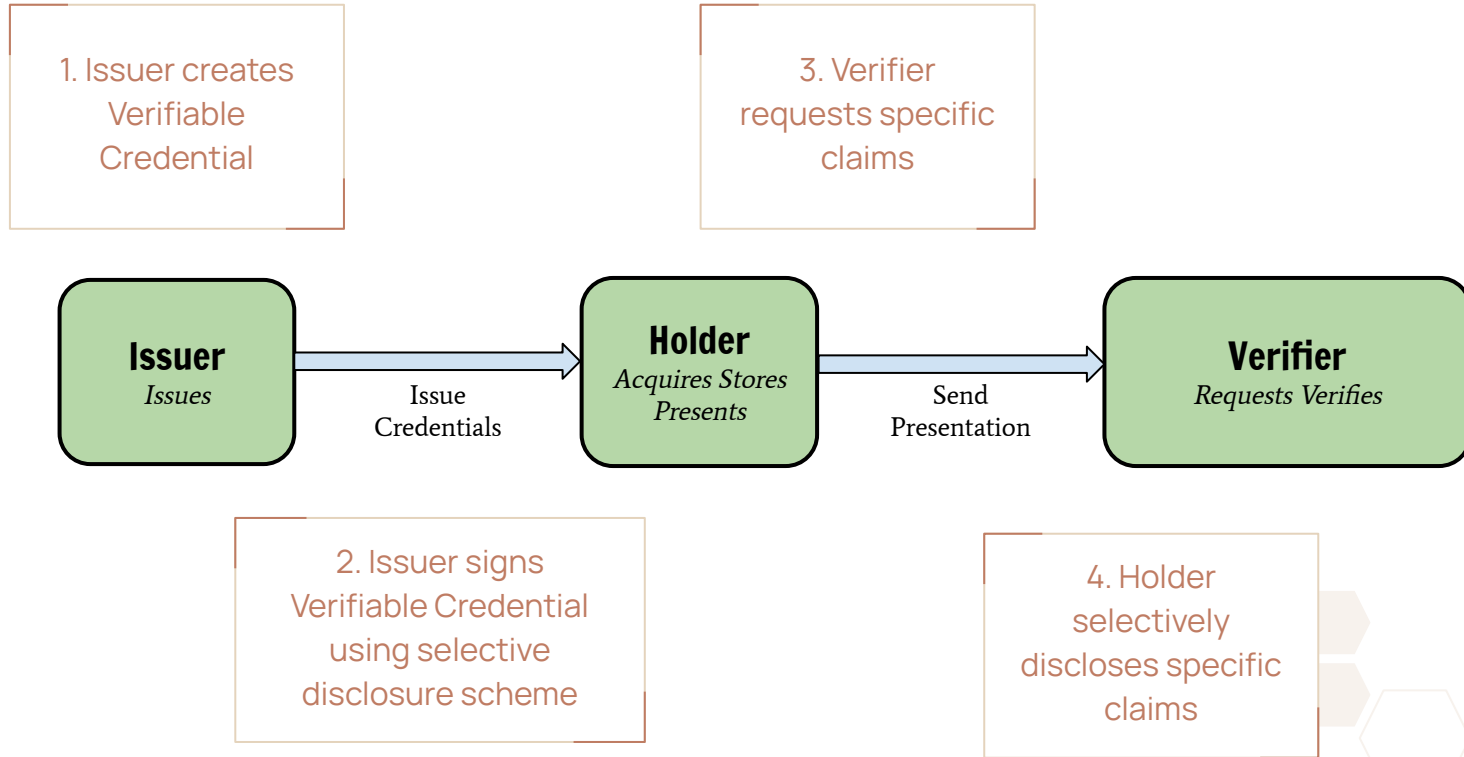 1. Issuer creates
Verifiable
Credential
3. Verifier
requests specific
claims
Issuer
Issues
Issue
Credentials
Holder
Acquires Stores
Presents
Send
Presentation
Verifier
Requests Verifies
2. Issuer signs
Verifiable Credential
using selective
disclosure scheme
4. Holder
selectively
discloses specific
claims